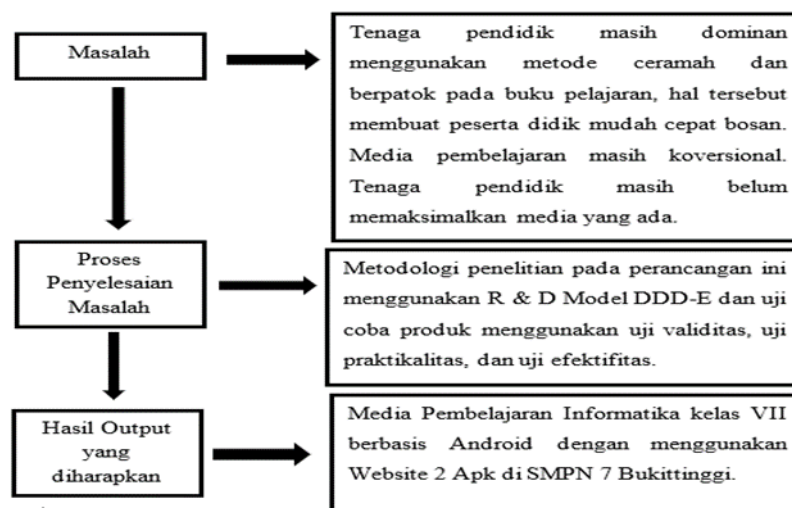 Masalah
Tenaga pendidik masih dominan
menggunakan metode ceramah dan
berpatok pada buku pelajaran, hal tersebut
membuat peserta didik mudah cepat bosan.
Media pembelajaran masih koversional.
Tenaga pendidik masih belum
memaksimalkan media yang ada.
Proses
Penyelesaian
Masalah
Metodologi penelitian pada perancangan ini
menggunakan R & D Model DDD-E dan uji
coba produk menggunakan uji validitas, uji
praktikalitas, dan uji efektifitas.
Hasil Output
yang
diharapkan
Media Pembelajaran Informatika kelas VII
berbasis Android dengan menggunakan
Website 2 Apk di SMPN 7 Bukittinggi.